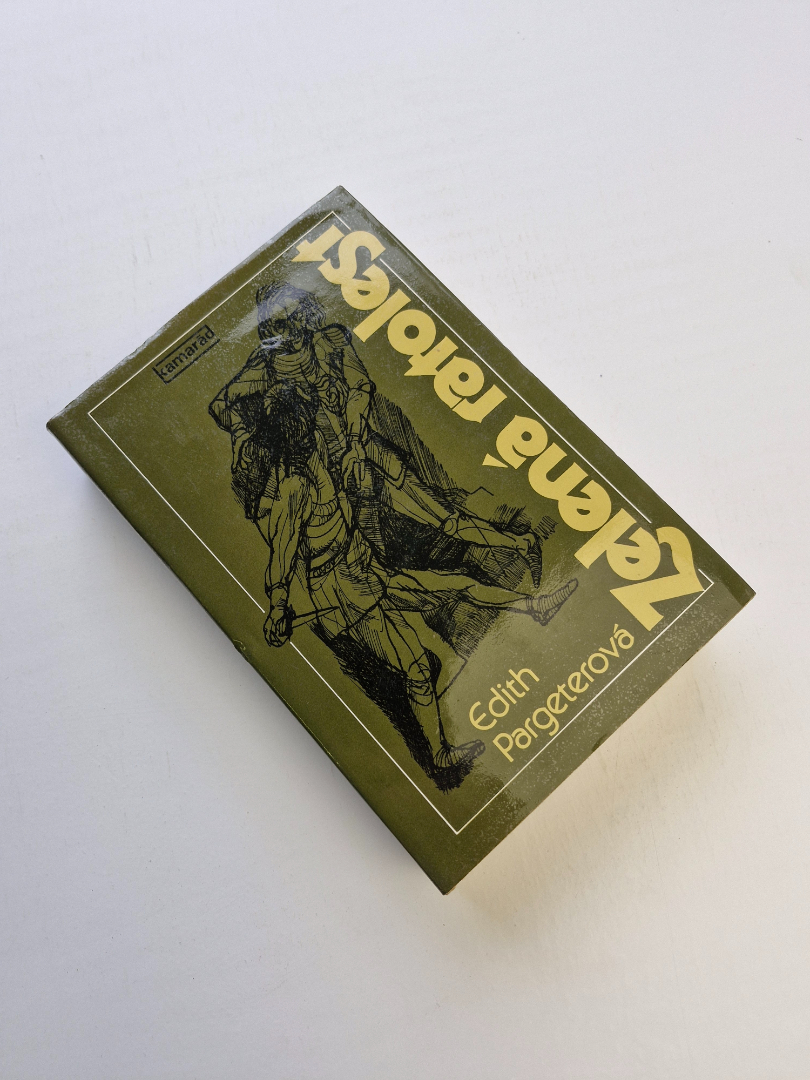 Zelená ratolest
Edith
Pargeterová
kamarád